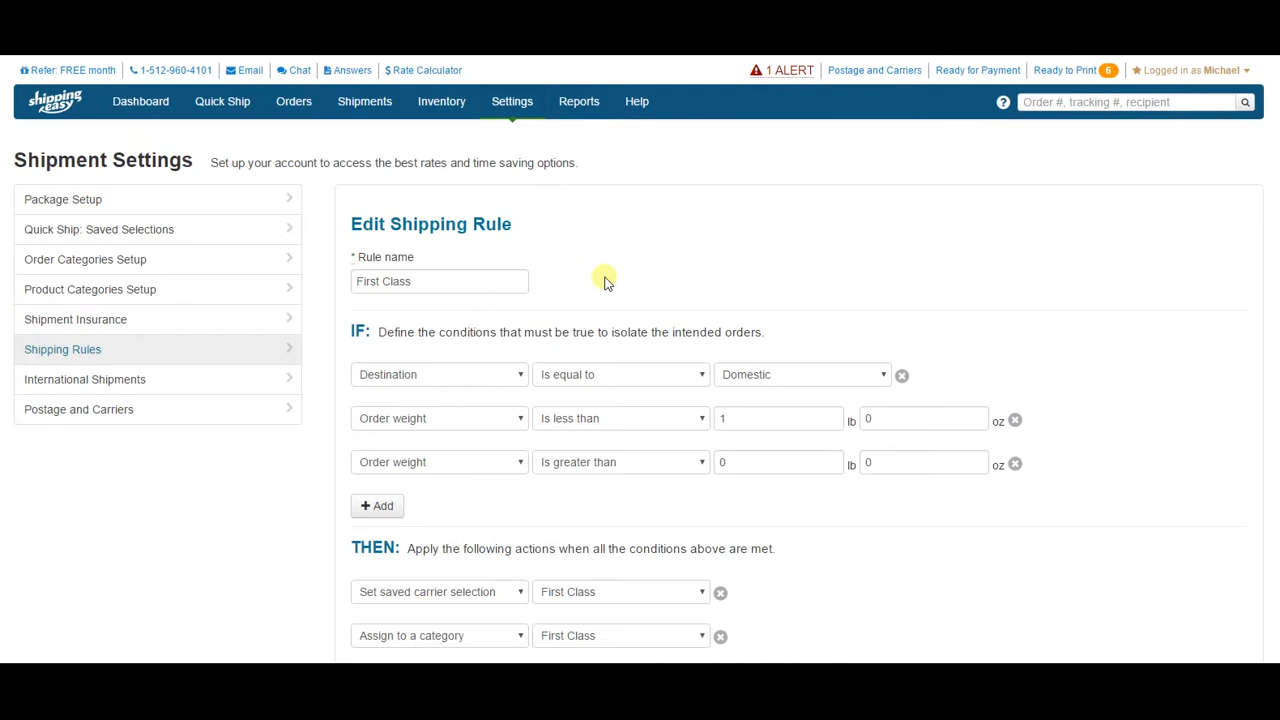 Refer: FREE month 1-512-960-4101 Email Chat Answers $ Rate Calculator 1 ALERT Postage and Carriers Ready for Payment Ready to Print 6 Logged in as Michael
shipping easy Dashboard Quick Ship Orders Shipments Inventory Settings Reports Help ? Order #, tracking #, recipient
Shipment Settings Set up your account to access the best rates and time saving options.
Package Setup
Quick Ship: Saved Selections
Order Categories Setup
Product Categories Setup
Shipment Insurance
Shipping Rules
International Shipments
Postage and Carriers
Edit Shipping Rule
* Rule name
First Class
IF: Define the conditions that must be true to isolate the intended orders.
Destination Is equal to Domestic
Order weight Is less than 1 lb 0 oz
Order weight Is greater than 0 lb 0 oz
+ Add
THEN: Apply the following actions when all the conditions above are met.
Set saved carrier selection First Class
Assign to a category First Class